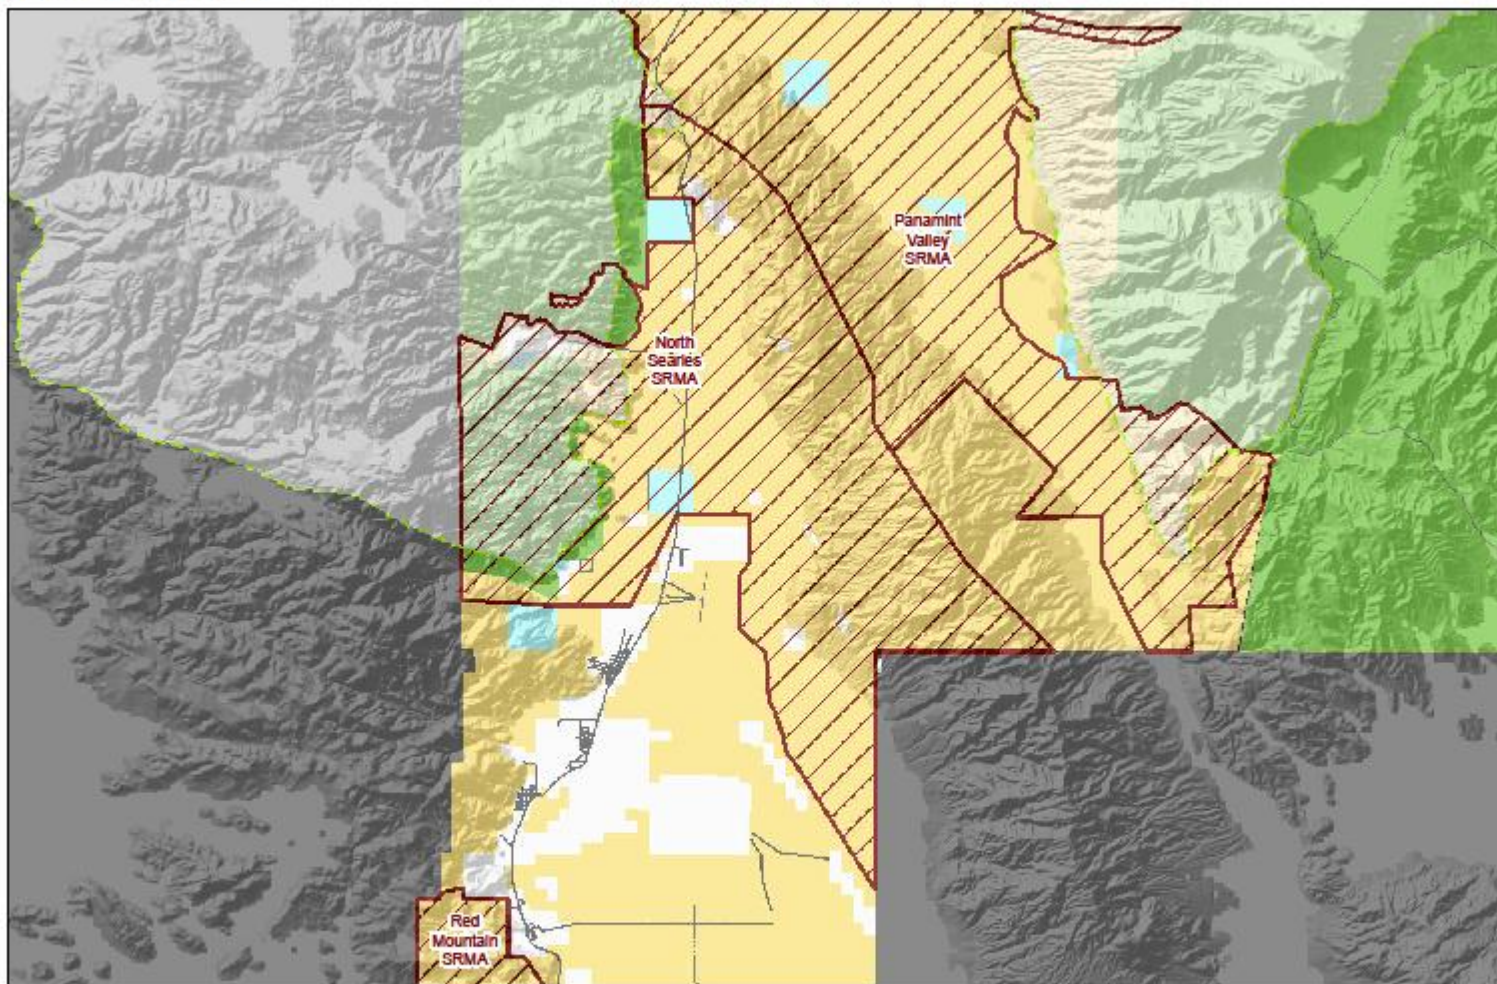 Panamint
Valley
SRMA
North
Searles
SRMA
Red
Mountain
SRMA